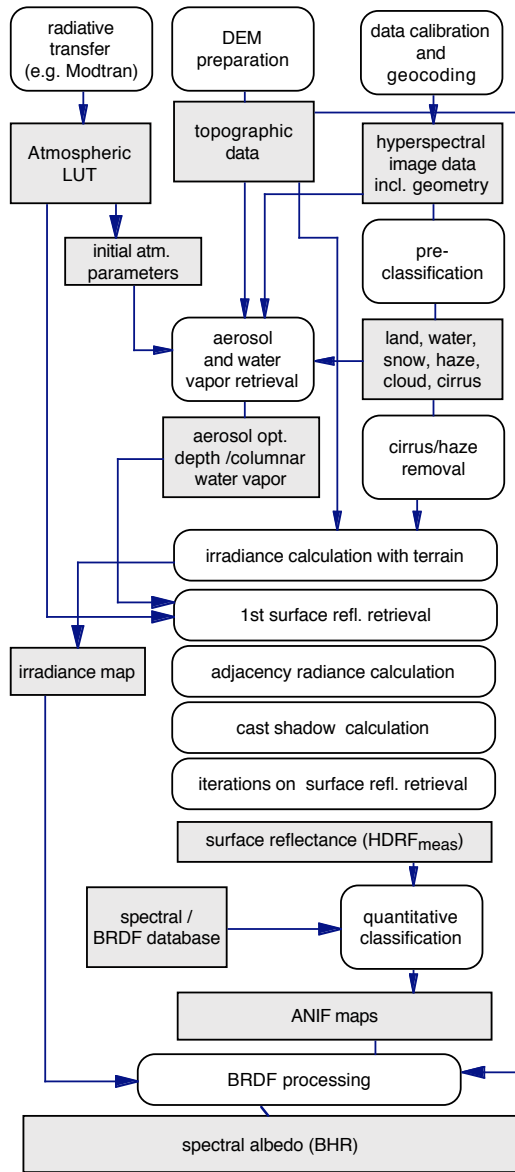 radiative
transfer
(e.g. Modtran)
DEM
preparation
data calibration
and
geocoding
Atmospheric
LUT
topographic
data
hyperspectral
image data
incl. geometry
initial atm.
parameters
pre-
classification
aerosol
and water
vapor retrieval
land, water,
snow, haze,
cloud, cirrus
aerosol opt.
depth /columnar
water vapor
cirrus/haze
removal
irradiance calculation with terrain
1st surface refl. retrieval
irradiance map
adjacency radiance calculation
cast shadow calculation
iterations on surface refl. retrieval
surface reflectance (HDRFmeas)
spectral /
BRDF database
quantitative
classification
ANIF maps
BRDF processing
spectral albedo (BHR)